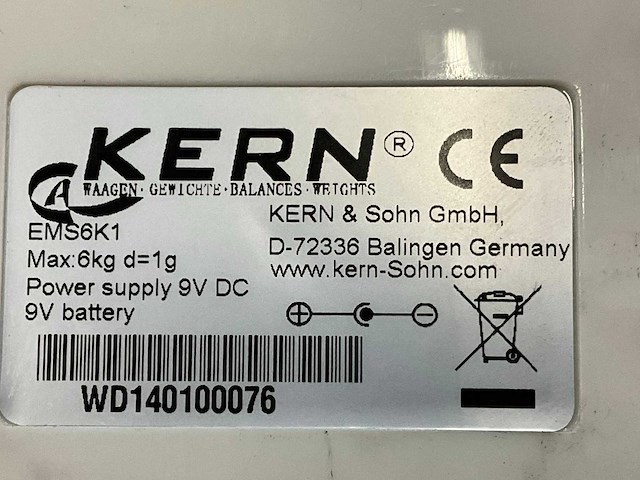 KERN® CE
WAAGEN · GEWICHTE · BALANCES · WEIGHTS
EMS6K1
Max:6kg d=1g
Power supply 9V DC
9V battery
KERN & Sohn GmbH,
D-72336 Balingen Germany
www.kern-Sohn.com
WD140100076